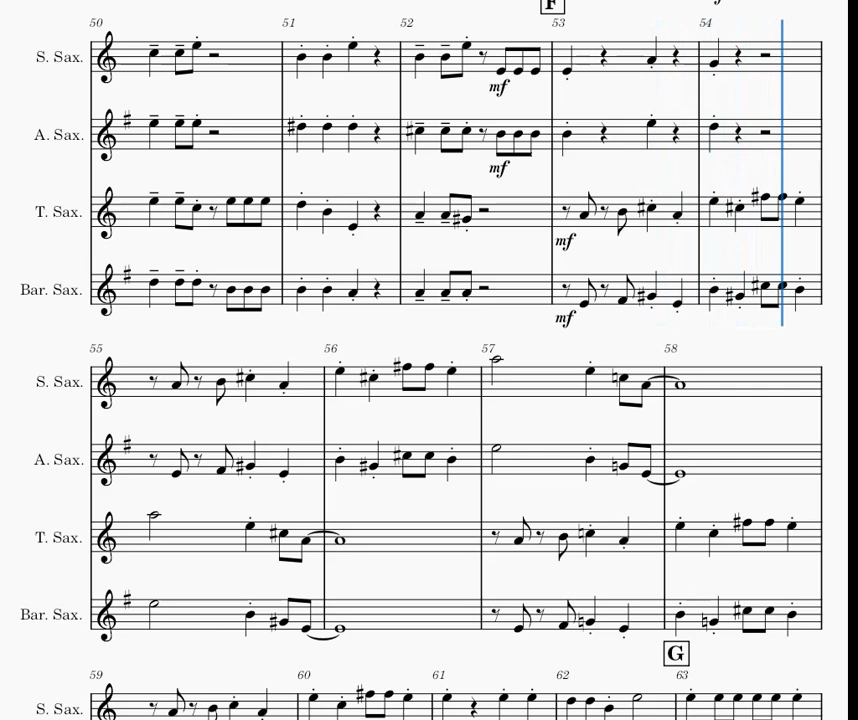 F
50 51 52 53 54
S. Sax.
mf
A. Sax.
mf
T. Sax.
mf
Bar. Sax.
mf
55 56 57 58
S. Sax.
A. Sax.
T. Sax.
Bar. Sax.
G
59 60 61 62 63
S. Sax.